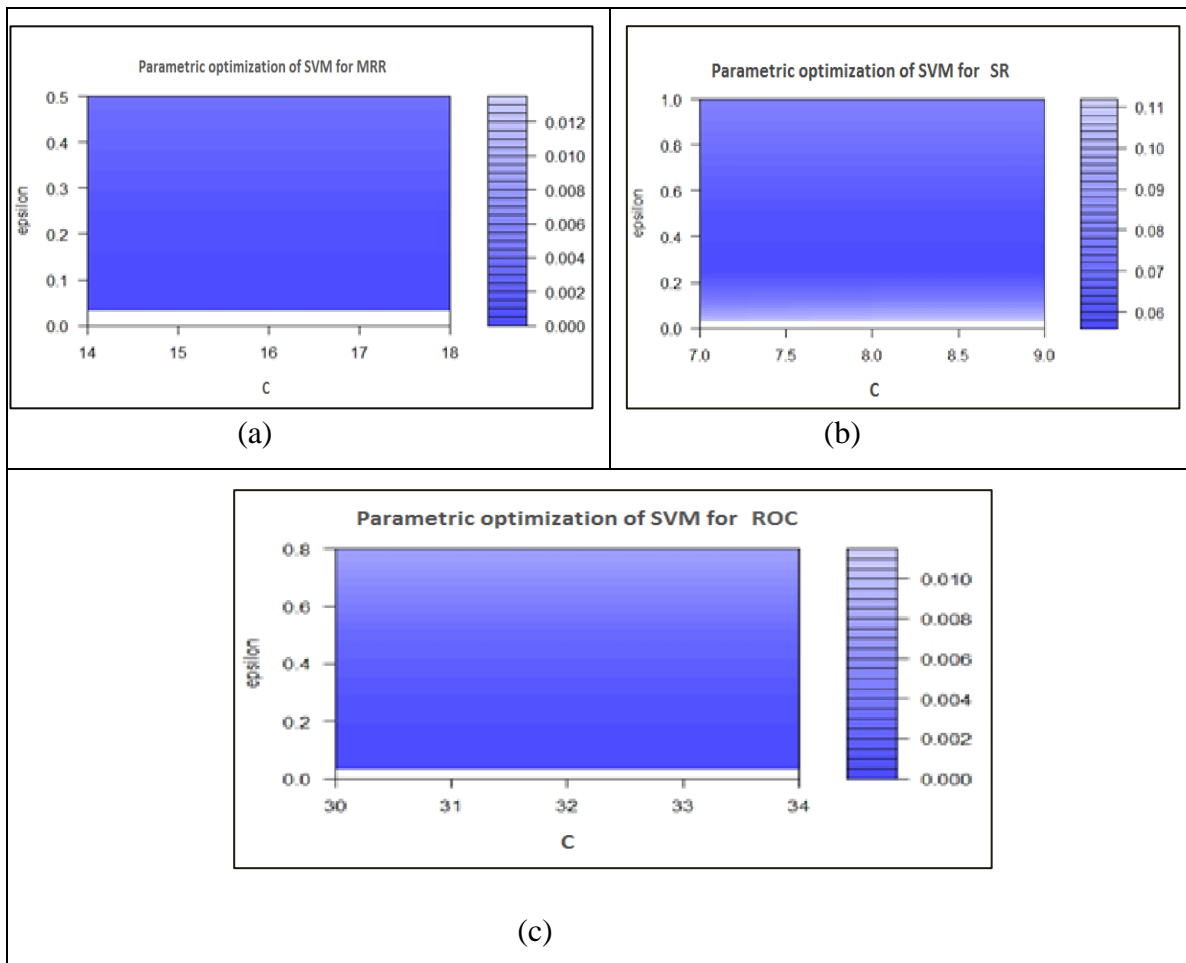 Parametric optimization of SVM for MRR
epsilon
0.5
0.4
0.3
0.2
0.1
0.0
14 15 16 17 18
C
0.012
0.010
0.008
0.006
0.004
0.002
0.000
(a)
Parametric optimization of SVM for SR
epsilon
1.0
0.8
0.6
0.4
0.2
0.0
7.0 7.5 8.0 8.5 9.0
C
0.11
0.10
0.09
0.08
0.07
0.06
(b)
Parametric optimization of SVM for ROC
epsilon
0.8
0.6
0.4
0.2
0.0
30 31 32 33 34
C
0.010
0.008
0.006
0.004
0.002
0.000
(c)